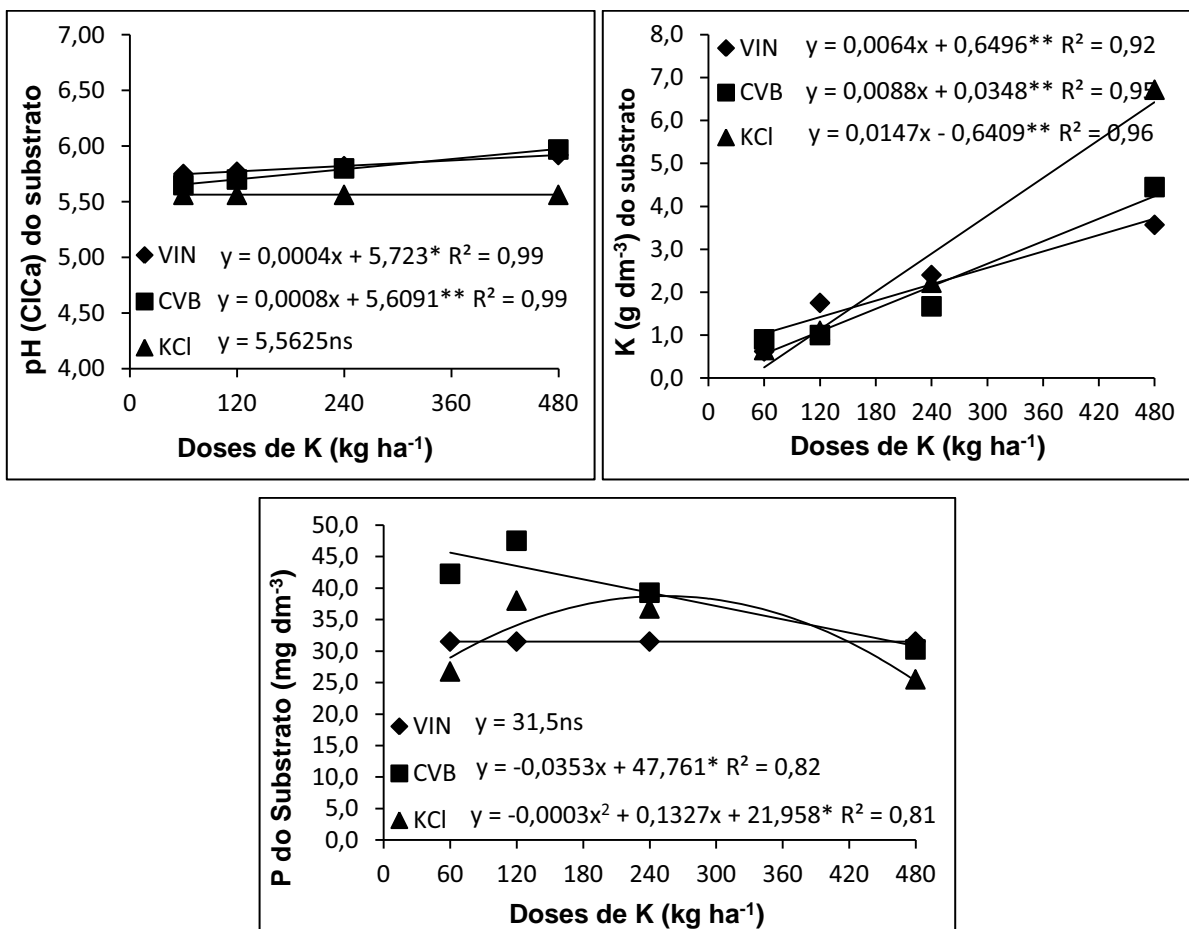 7,00
6,50
6,00
5,50
5,00
4,50
4,00
pH (ClCa) do substrato
VIN y = 0,0004x + 5,723* R² = 0,99
CVB y = 0,0008x + 5,6091** R² = 0,99
KCl y = 5,5625ns
0 120 240 360 480
Doses de K (kg ha⁻¹)
8,0
7,0
6,0
5,0
4,0
3,0
2,0
1,0
0,0
K (g dm⁻³) do substrato
VIN y = 0,0064x + 0,6496** R² = 0,92
CVB y = 0,0088x + 0,0348** R² = 0,95
KCl y = 0,0147x - 0,6409** R² = 0,96
0 60 120 180 240 300 360 420 480
Doses de K (kg ha⁻¹)
50,0
45,0
40,0
35,0
30,0
25,0
20,0
15,0
10,0
5,0
0,0
P do Substrato (mg dm⁻³)
VIN y = 31,5ns
CVB y = -0,0353x + 47,761* R² = 0,82
KCl y = -0,0003x² + 0,1327x + 21,958* R² = 0,81
0 60 120 180 240 300 360 420 480
Doses de K (kg ha⁻¹)